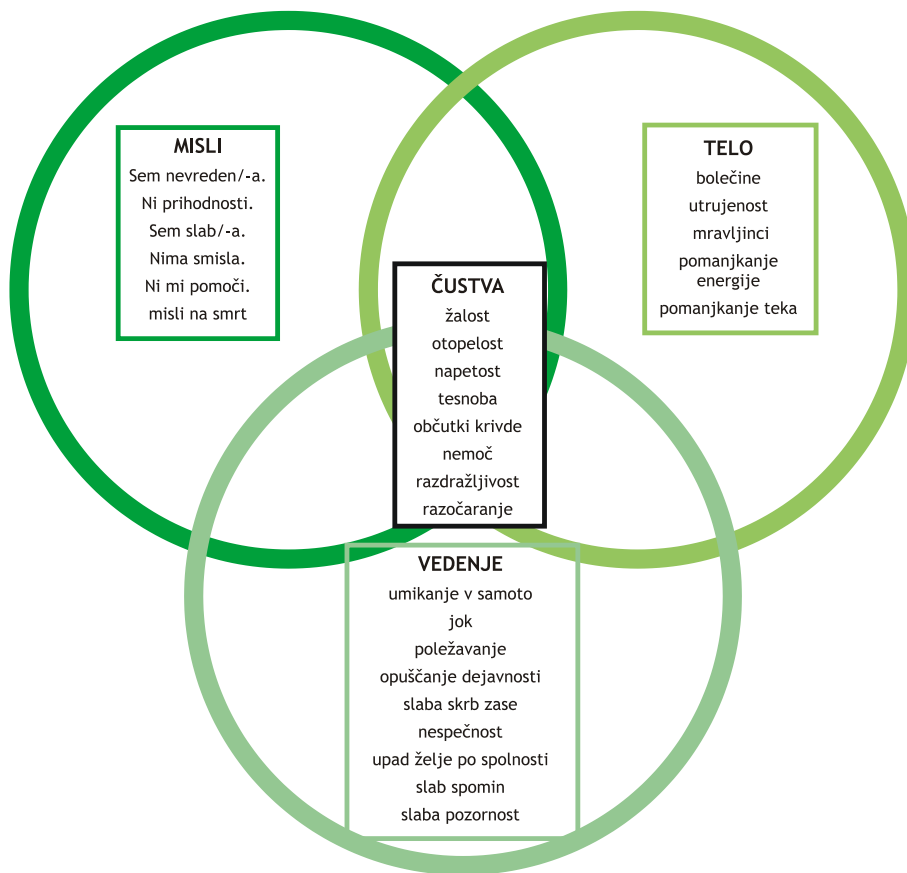 MISLI
Sem nevreden/-a.
Ni prihodnosti.
Sem slab/-a.
Nima smisla.
Ni mi pomoči.
misli na smrt
TELO
bolečine
utrujenost
mravljinci
pomanjkanje
energije
pomanjkanje teka
ČUSTVA
žalost
otopelost
napetost
tesnoba
občutki krivde
nemoč
razdražljivost
razočaranje
VEDENJE
umikanje v samoto
jok
poležavanje
opuščanje dejavnosti
slaba skrb zase
nespečnost
upad želje po spolnosti
slab spomin
slaba pozornost